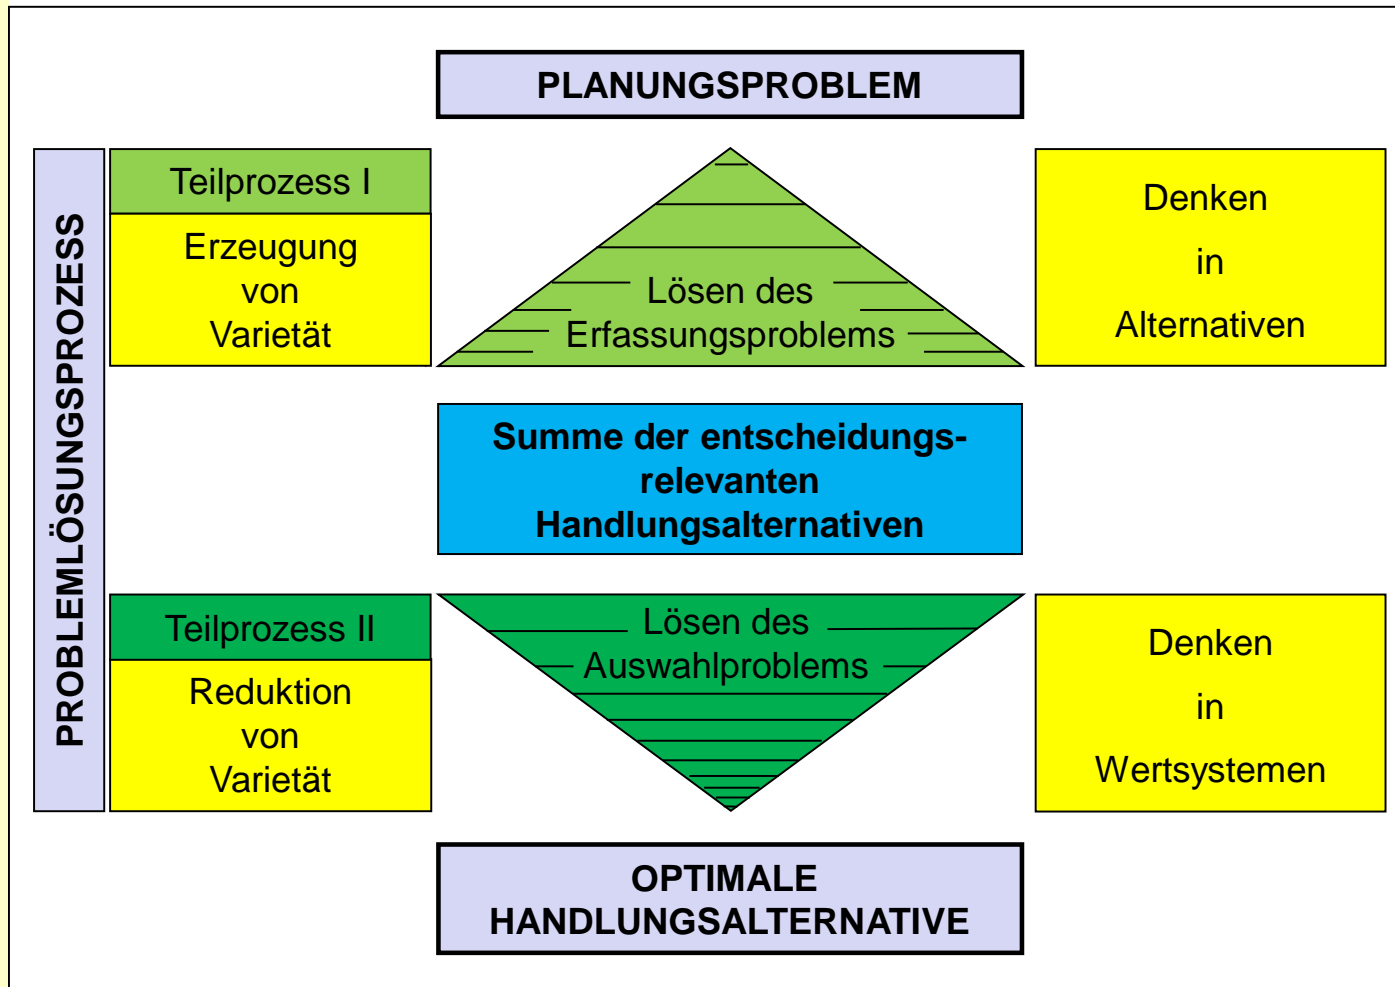 PLANUNGSPROBLEM
PROBLEMLÖSUNGSPROZESS
Teilprozess I
Erzeugung
von
Varietät
Lösen des
Erfassungsproblems
Denken
in
Alternativen
Summe der entscheidungs-
relevanten
Handlungsalternativen
Teilprozess II
Reduktion
von
Varietät
Lösen des
Auswahlproblems
Denken
in
Wertsystemen
OPTIMALE
HANDLUNGSALTERNATIVE